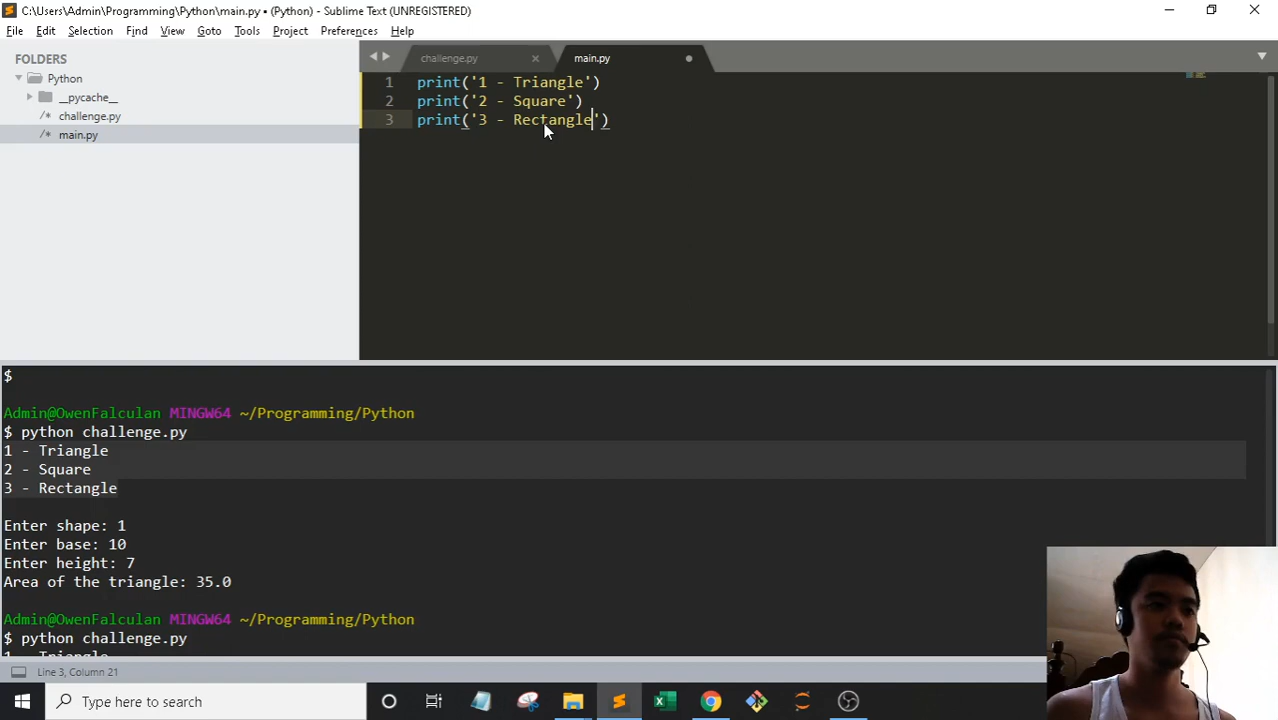 C:\Users\Admin\Programming\Python\main.py • (Python) - Sublime Text (UNREGISTERED)
File Edit Selection Find View Goto Tools Project Preferences Help
FOLDERS
Python
__pycache__
/* challenge.py
/* main.py
challenge.py × main.py
1 print('1 - Triangle')
2 print('2 - Square')
3 print('3 - Rectangle')
$
Admin@OwenFalculan MINGW64 ~/Programming/Python
$ python challenge.py
1 - Triangle
2 - Square
3 - Rectangle
Enter shape: 1
Enter base: 10
Enter height: 7
Area of the triangle: 35.0
Admin@OwenFalculan MINGW64 ~/Programming/Python
$ python challenge.py
1 - Triangle
Line 3, Column 21
Type here to search